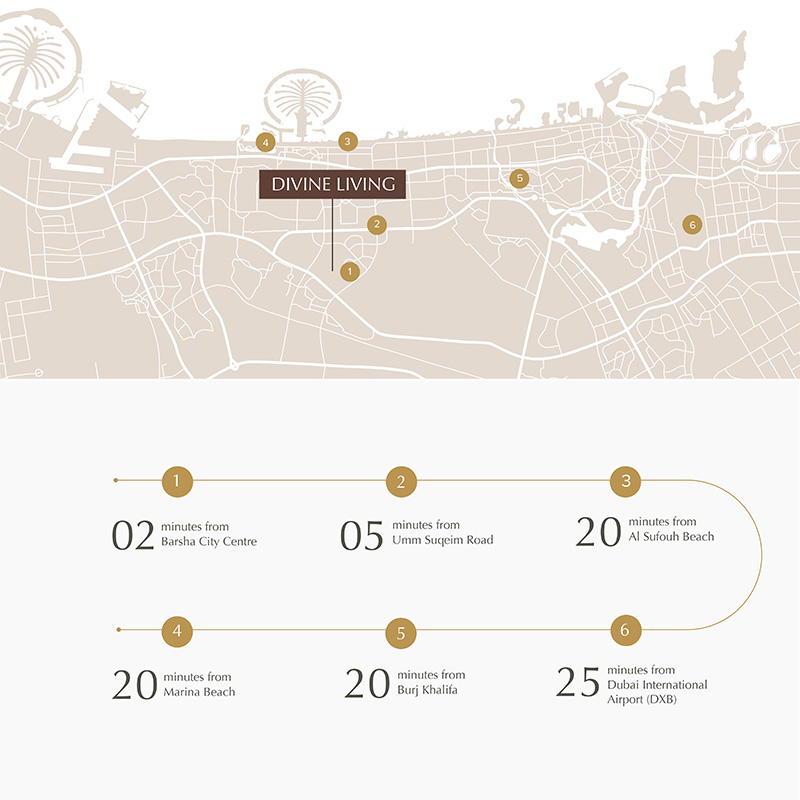 4
3
DIVINE LIVING
5
2
6
1
1
2
3
02 minutes from
Barsha City Centre
05 minutes from
Umm Suqeim Road
20 minutes from
Al Sufouh Beach
4
5
6
20 minutes from
Marina Beach
20 minutes from
Burj Khalifa
25 minutes from
Dubai International
Airport (DXB)